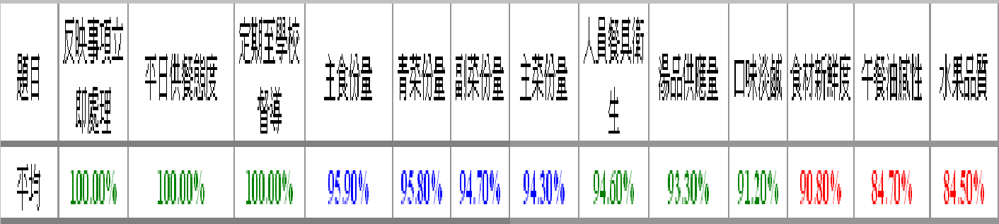 題目 反映事項立即處理 平日供餐態度 定期至學校督導 主食份量 青菜份量 副菜份量 主菜份量 人員餐具衛生 湯品供應量 口味淡鹹 食材新鮮度 午餐油膩性 水果品質
平均 100.00% 100.00% 100.00% 95.90% 95.80% 94.70% 94.30% 94.60% 93.30% 91.20% 90.80% 84.70% 84.50%